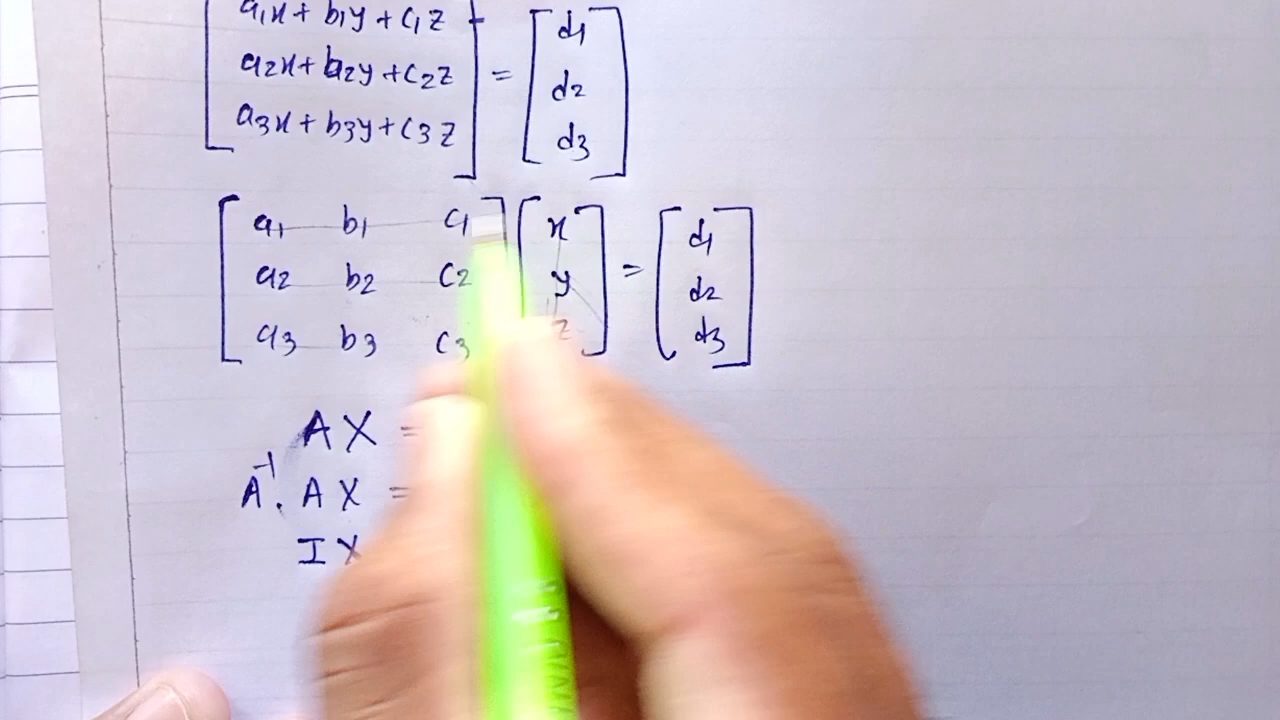 [a1x + b1y + c1z] = [d1]
[a2x + b2y + c2z] [d2]
[a3x + b3y + c3z] [d3]
[a1 b1 c1] [x] = [d1]
[a2 b2 c2] [y] [d2]
[a3 b3 c3] [z] [d3]
AX =
A⁻¹. AX =
IX